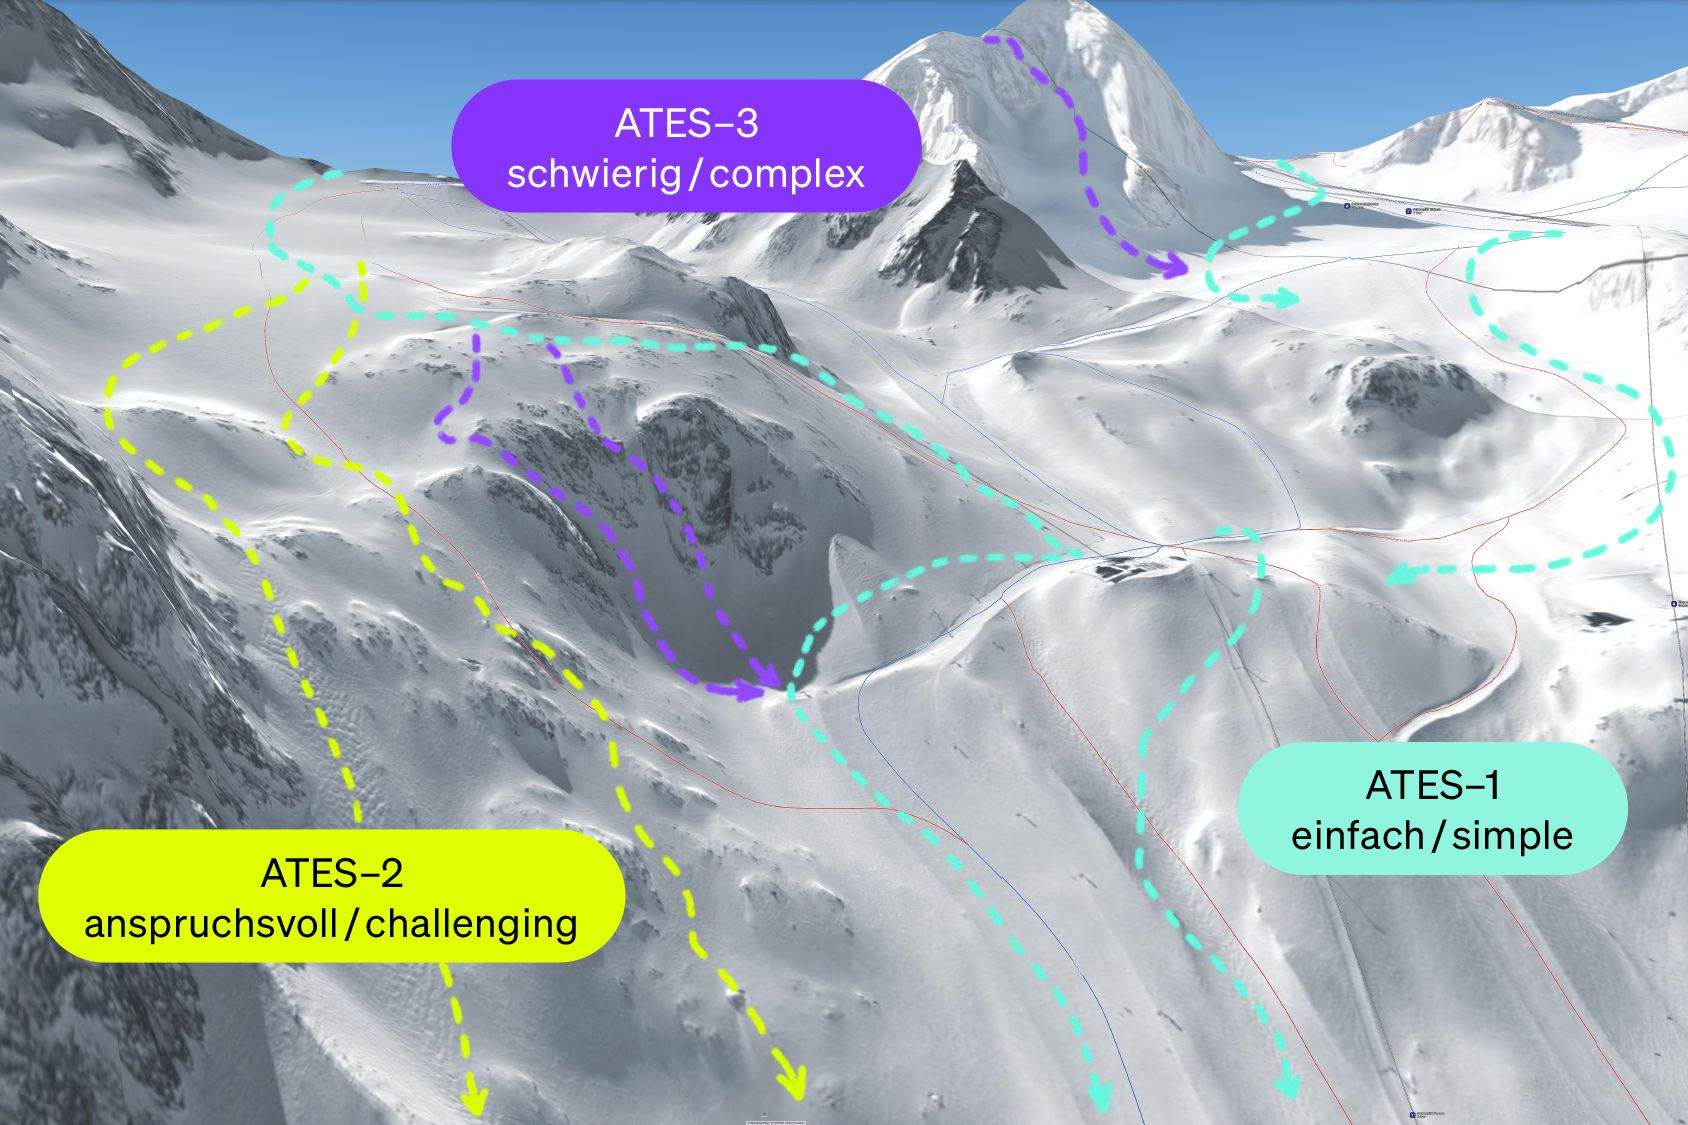 ATES–3
schwierig / complex
ATES–1
einfach / simple
ATES–2
anspruchsvoll / challenging